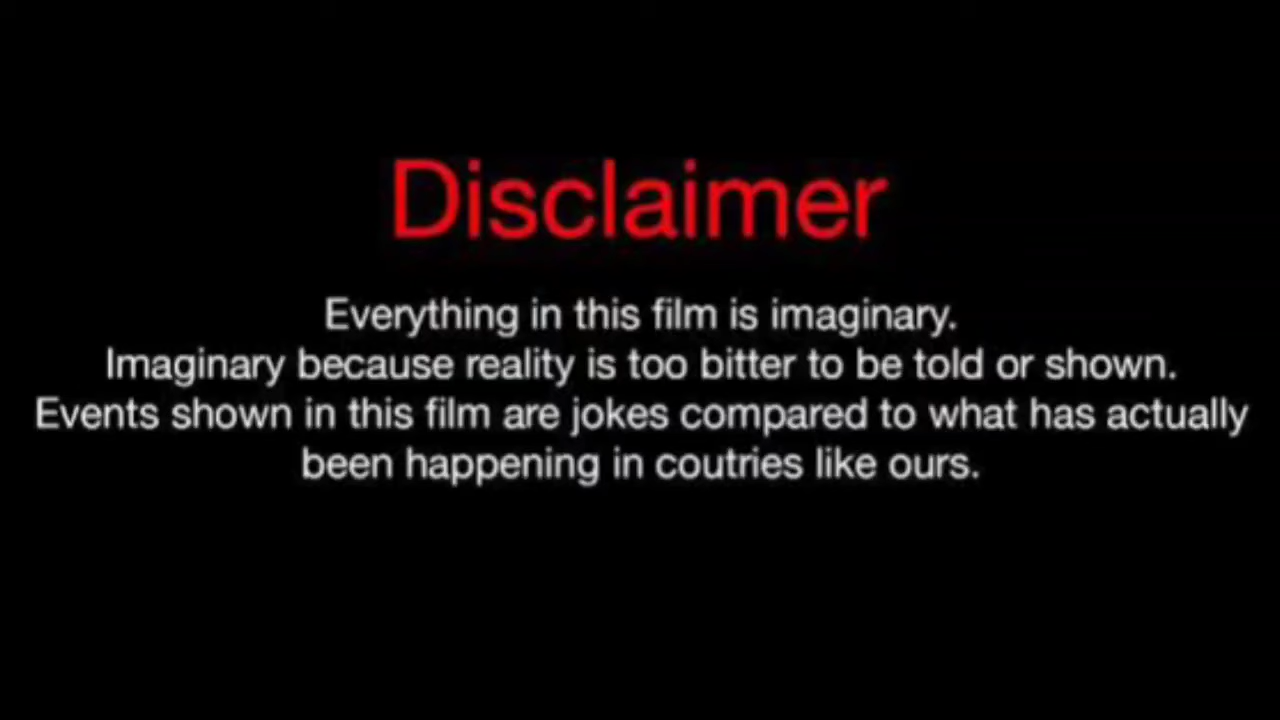 Disclaimer
Everything in this film is imaginary.
Imaginary because reality is too bitter to be told or shown.
Events shown in this film are jokes compared to what has actually
been happening in coutries like ours.